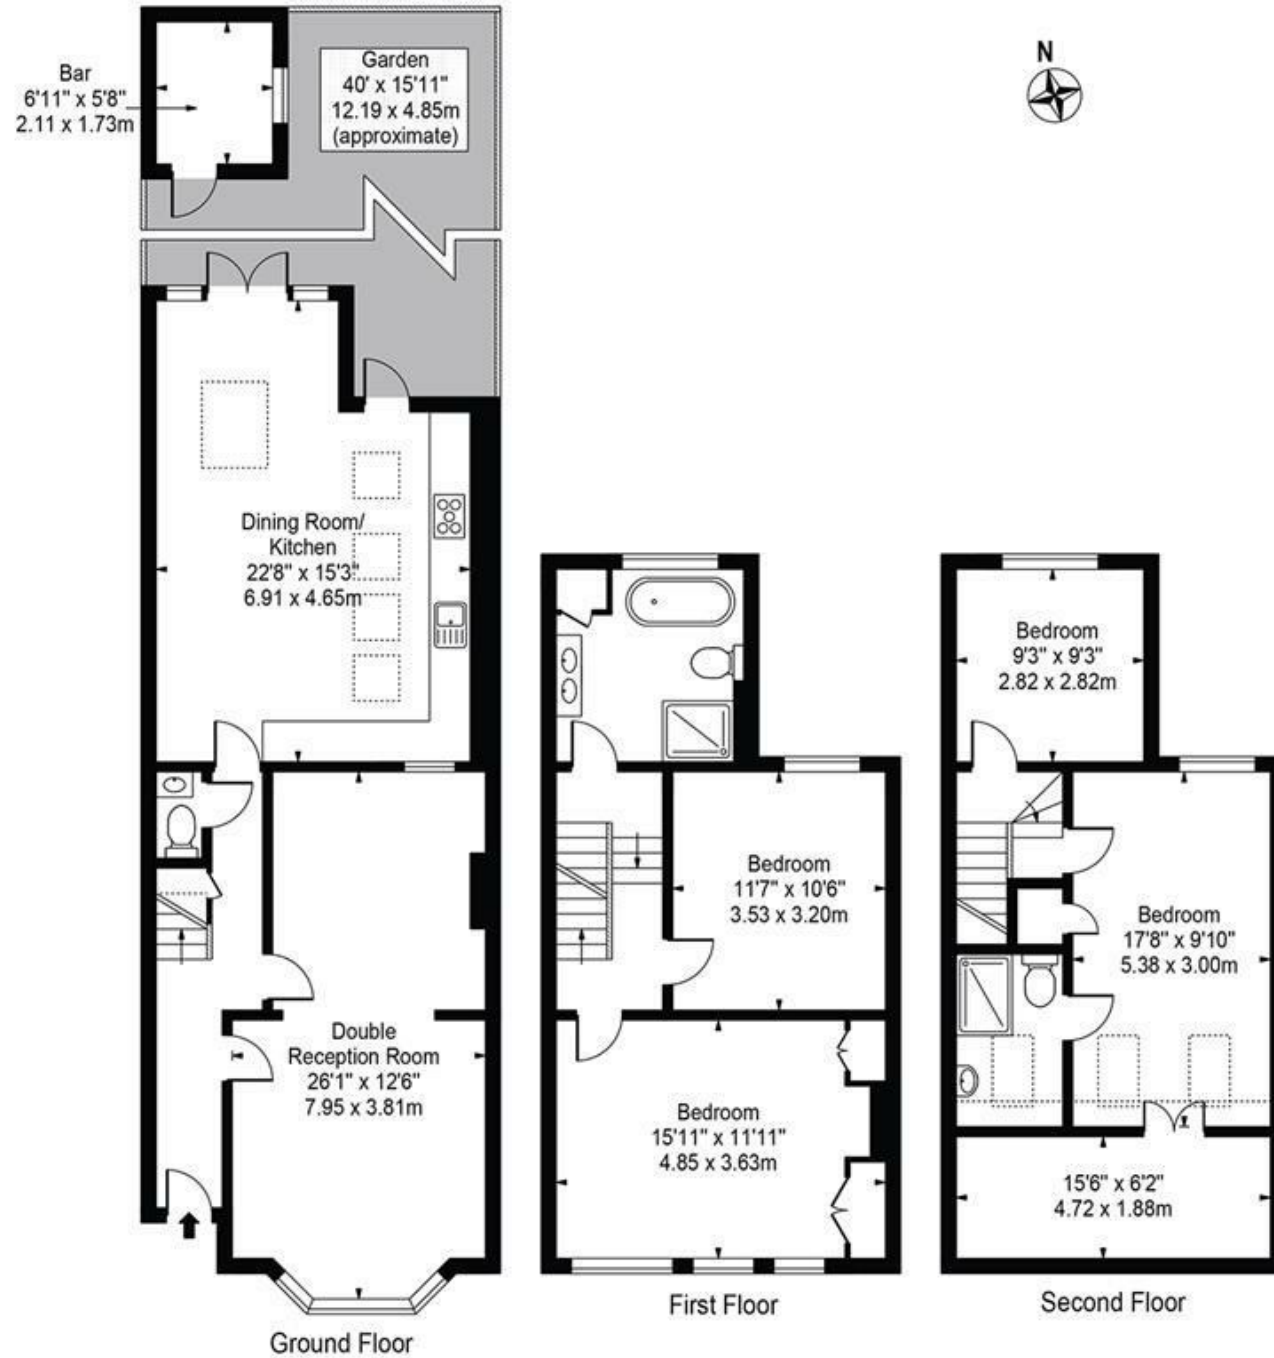 Bar
6'11" x 5'8"
2.11 x 1.73m
Garden
40' x 15'11"
12.19 x 4.85m
(approximate)
N
Dining Room/
Kitchen
22'8" x 15'3"
6.91 x 4.65m
Double
Reception Room
26'1" x 12'6"
7.95 x 3.81m
Ground Floor
Bedroom
11'7" x 10'6"
3.53 x 3.20m
Bedroom
15'11" x 11'11"
4.85 x 3.63m
First Floor
Bedroom
9'3" x 9'3"
2.82 x 2.82m
Bedroom
17'8" x 9'10"
5.38 x 3.00m
15'6" x 6'2"
4.72 x 1.88m
Second Floor